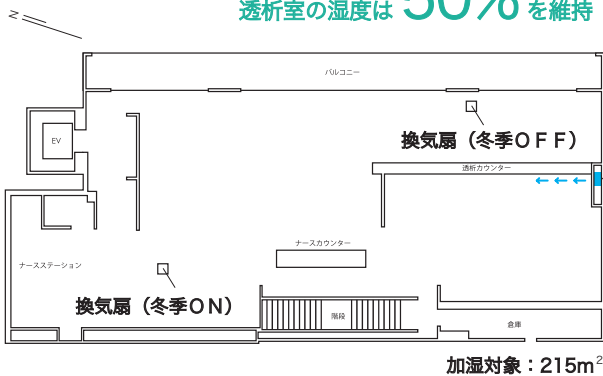 透析室の湿度は 50% を維持
N
バルコニー
EV
換気扇（冬季OFF）
透析カウンター
ナースカウンター
ナースステーション
換気扇（冬季ON）
階段
倉庫
加湿対象：215m²